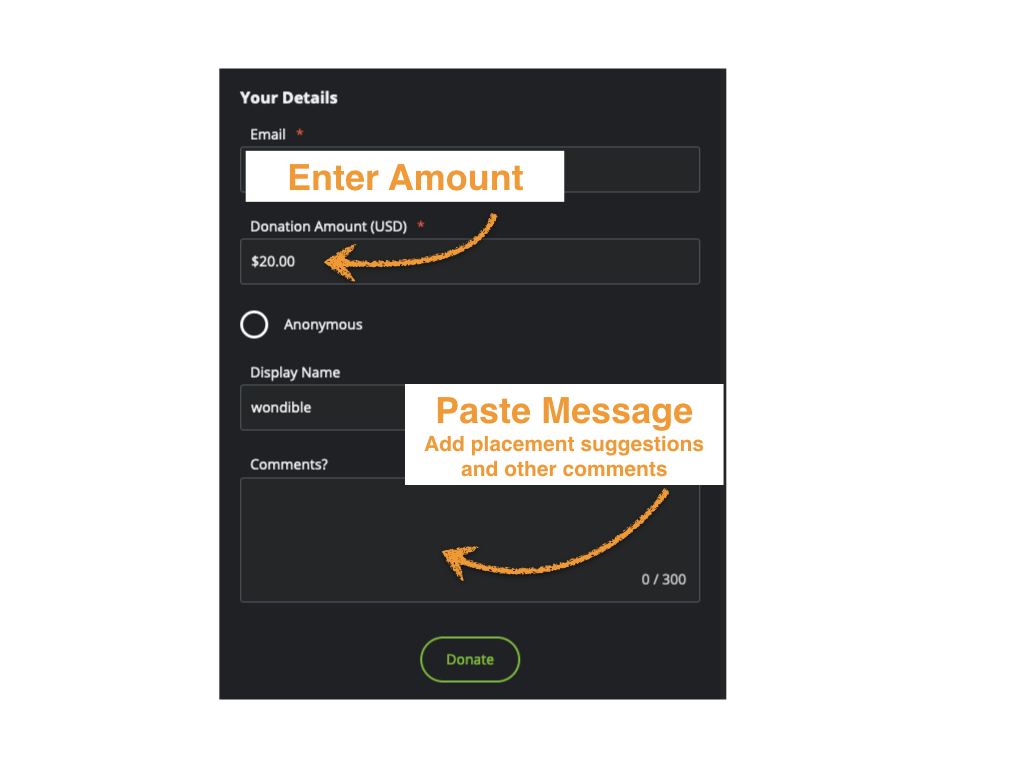 Your Details
Email *
Enter Amount
Donation Amount (USD) *
$20.00
Anonymous
Display Name
wondible
Paste Message
Add placement suggestions
and other comments
Comments?
0 / 300
Donate